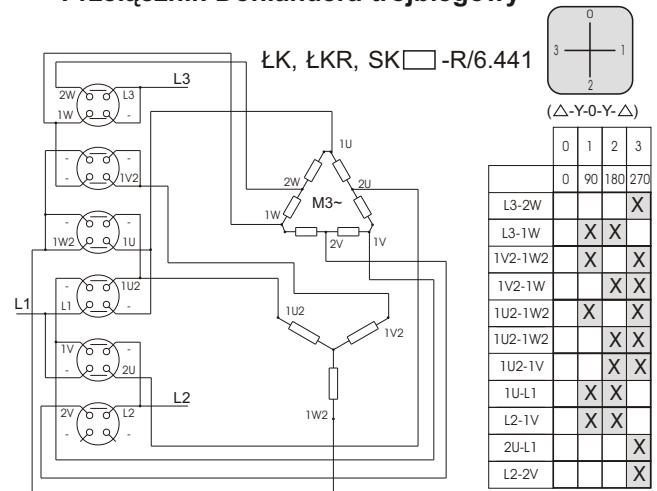 Przełącznik Dahlandera trójbiegowy
ŁK, ŁKR, SK -R/6.441
0
3 1
2
(△-Y-0-Y-△)
L3
2W L3
1W -
- -
- 1V2
- -
1W2 1U
- 1U2
L1
L1 -
1V -
- 2U
L2
2V L2
- -
1U
2W 2U
M3~
1W
2V 1V
1U2
1V2
1W2
0 1 2 3
0 90 180 270
L3-2W X
L3-1W X X
1V2-1W2 X X
1V2-1W X X
1U2-1W2 X X
1U2-1W2 X X
1U2-1V X X
1U-L1 X X
L2-1V X X
2U-L1 X
L2-2V X